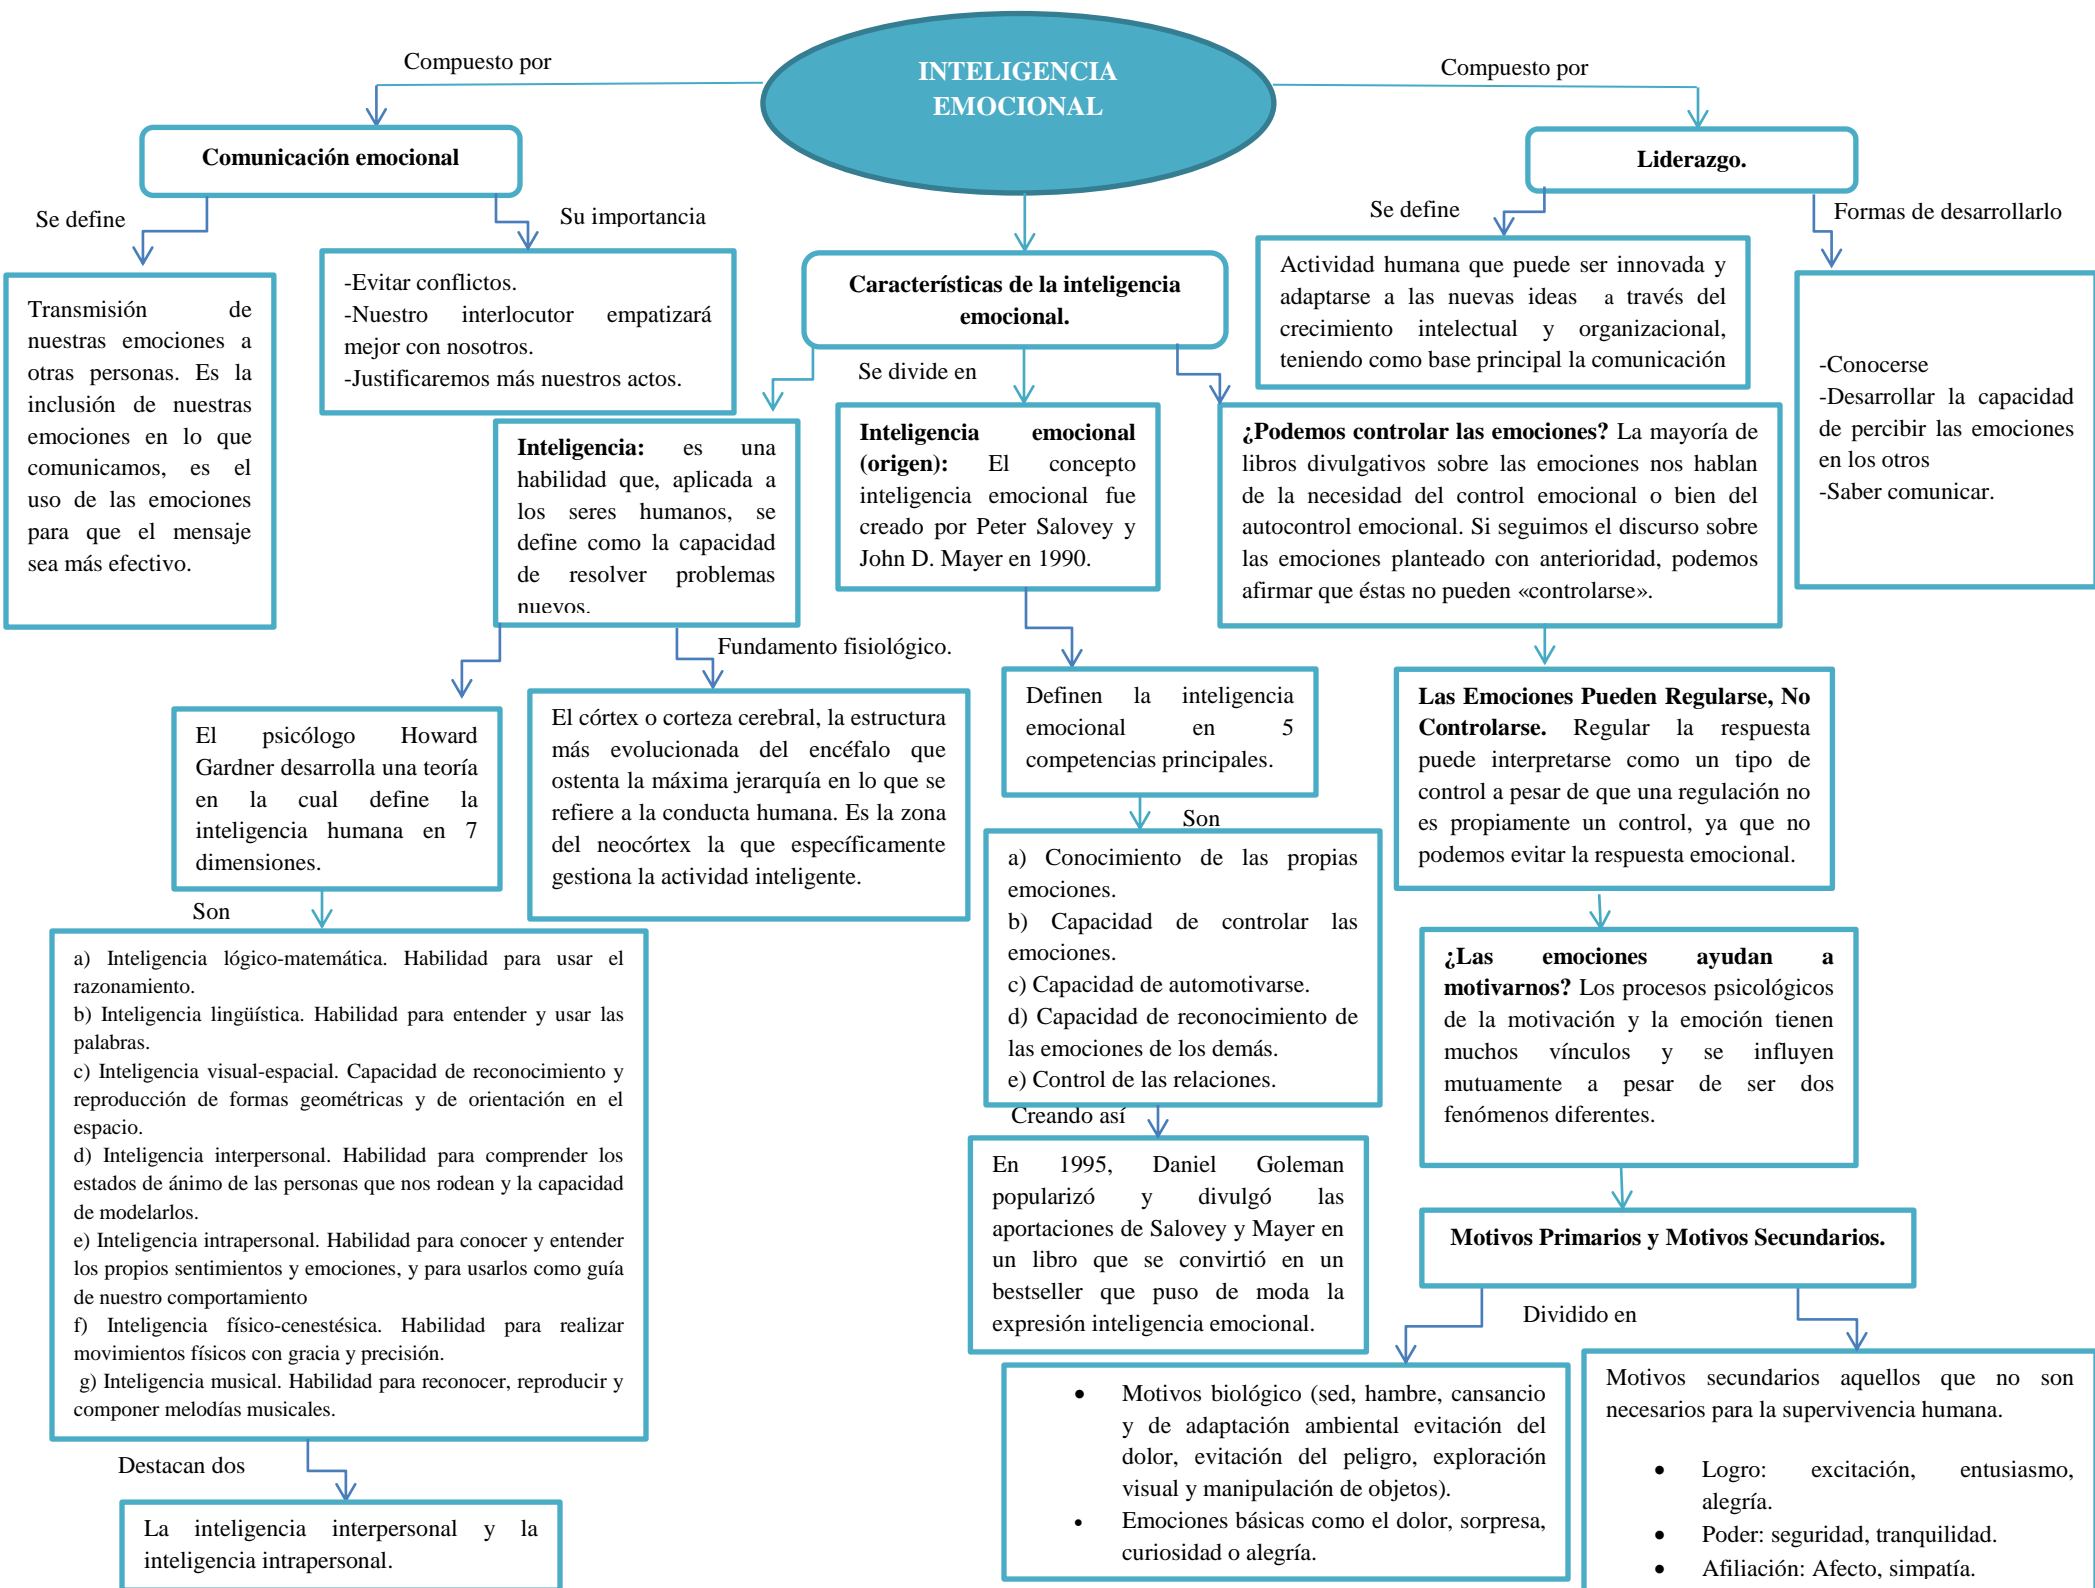 INTELIGENCIA
EMOCIONAL
Compuesto por
Compuesto por
Comunicación emocional
Liderazgo.
Se define
Su importancia
Se define
Formas de desarrollarlo
Transmisión de
nuestras emociones a
otras personas. Es la
inclusión de nuestras
emociones en lo que
comunicamos, es el
uso de las emociones
para que el mensaje
sea más efectivo.
-Evitar conflictos.
-Nuestro interlocutor empatizará
mejor con nosotros.
-Justificaremos más nuestros actos.
Características de la inteligencia
emocional.
Actividad humana que puede ser innovada y
adaptarse a las nuevas ideas a través del
crecimiento intelectual y organizacional,
teniendo como base principal la comunicación
-Conocerse
-Desarrollar la capacidad
de percibir las emociones
en los otros
-Saber comunicar.
Se divide en
Inteligencia: es una
habilidad que, aplicada a
los seres humanos, se
define como la capacidad
de resolver problemas
nuevos.
Inteligencia emocional
(origen): El concepto
inteligencia emocional fue
creado por Peter Salovey y
John D. Mayer en 1990.
¿Podemos controlar las emociones? La mayoría de
libros divulgativos sobre las emociones nos hablan
de la necesidad del control emocional o bien del
autocontrol emocional. Si seguimos el discurso sobre
las emociones planteado con anterioridad, podemos
afirmar que éstas no pueden «controlarse».
Fundamento fisiológico.
El psicólogo Howard
Gardner desarrolla una teoría
en la cual define la
inteligencia humana en 7
dimensiones.
El córtex o corteza cerebral, la estructura
más evolucionada del encéfalo que
ostenta la máxima jerarquía en lo que se
refiere a la conducta humana. Es la zona
del neocórtex la que específicamente
gestiona la actividad inteligente.
Definen la inteligencia
emocional en 5
competencias principales.
Las Emociones Pueden Regularse, No
Controlarse. Regular la respuesta
puede interpretarse como un tipo de
control a pesar de que una regulación no
es propiamente un control, ya que no
podemos evitar la respuesta emocional.
Son
Son
a) Inteligencia lógico-matemática. Habilidad para usar el
razonamiento.
b) Inteligencia lingüística. Habilidad para entender y usar las
palabras.
c) Inteligencia visual-espacial. Capacidad de reconocimiento y
reproducción de formas geométricas y de orientación en el
espacio.
d) Inteligencia interpersonal. Habilidad para comprender los
estados de ánimo de las personas que nos rodean y la capacidad
de modelarlos.
e) Inteligencia intrapersonal. Habilidad para conocer y entender
los propios sentimientos y emociones, y para usarlos como guía
de nuestro comportamiento
f) Inteligencia físico-cenestésica. Habilidad para realizar
movimientos físicos con gracia y precisión.
g) Inteligencia musical. Habilidad para reconocer, reproducir y
componer melodías musicales.
a) Conocimiento de las propias
emociones.
b) Capacidad de controlar las
emociones.
c) Capacidad de automotivarse.
d) Capacidad de reconocimiento de
las emociones de los demás.
e) Control de las relaciones.
¿Las emociones ayudan a
motivarnos? Los procesos psicológicos
de la motivación y la emoción tienen
muchos vínculos y se influyen
mutuamente a pesar de ser dos
fenómenos diferentes.
Creando así
En 1995, Daniel Goleman
popularizó y divulgó las
aportaciones de Salovey y Mayer en
un libro que se convirtió en un
bestseller que puso de moda la
expresión inteligencia emocional.
Motivos Primarios y Motivos Secundarios.
Dividido en
Destacan dos
La inteligencia interpersonal y la
inteligencia intrapersonal.
• Motivos biológico (sed, hambre, cansancio
y de adaptación ambiental evitación del
dolor, evitación del peligro, exploración
visual y manipulación de objetos).
• Emociones básicas como el dolor, sorpresa,
curiosidad o alegría.
Motivos secundarios aquellos que no son
necesarios para la supervivencia humana.
• Logro: excitación, entusiasmo,
alegría.
• Poder: seguridad, tranquilidad.
• Afiliación: Afecto, simpatía.